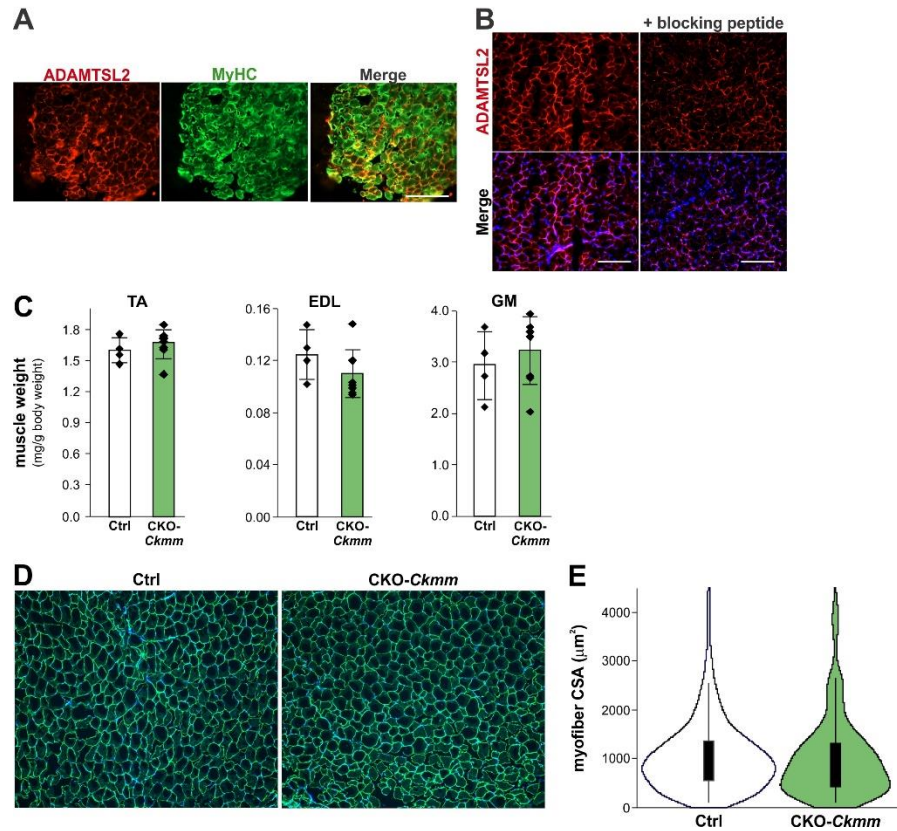 A
ADAMTSL2
MyHC
Merge
B
+ blocking peptide
ADAMTSL2
Merge
C
muscle weight
(mg/g body weight)
TA
1.8
1.5
1.2
0.9
0.6
0.3
0.0
Ctrl
CKO-
Ckmm
EDL
0.16
0.12
0.08
0.04
0.00
Ctrl
CKO-
Ckmm
GM
4.0
3.0
2.0
1.0
0.0
Ctrl
CKO-
Ckmm
D
Ctrl
CKO-Ckmm
E
myofiber CSA (μm²)
4000
3000
2000
1000
0
Ctrl
CKO-Ckmm